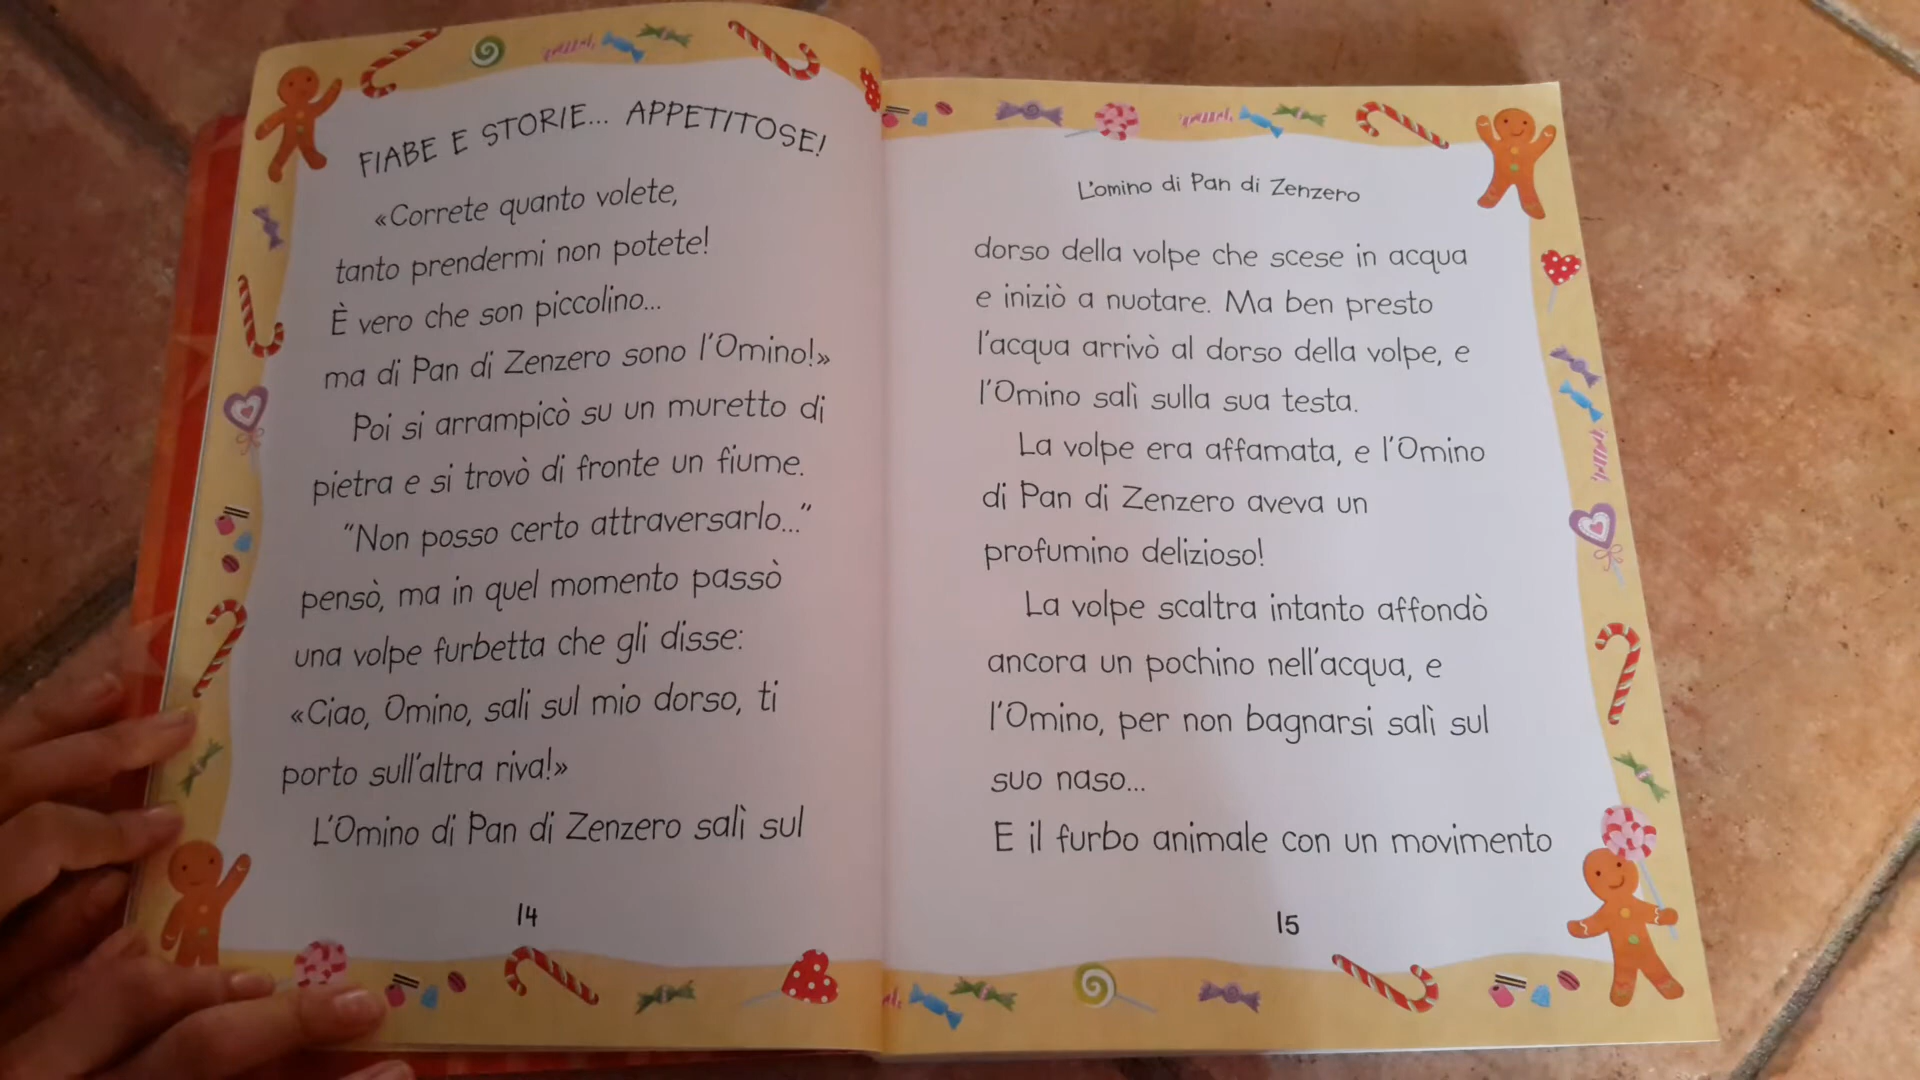 FIABE E STORIE... APPETITOSE!
«Correte quanto volete,
tanto prendermi non potete!
È vero che son piccolino...
ma di Pan di Zenzero sono l'Omino!»
Poi si arrampicò su un muretto di
pietra e si trovò di fronte un fiume.
"Non posso certo attraversarlo..."
pensò, ma in quel momento passò
una volpe furbetta che gli disse:
«Ciao, Omino, sali sul mio dorso, ti
porto sull'altra riva!»
L'Omino di Pan di Zenzero salì sul
14
L'omino di Pan di Zenzero
dorso della volpe che scese in acqua
e iniziò a nuotare. Ma ben presto
l'acqua arrivò al dorso della volpe, e
l'Omino salì sulla sua testa.
La volpe era affamata, e l'Omino
di Pan di Zenzero aveva un
profumino delizioso!
La volpe scaltra intanto affondò
ancora un pochino nell'acqua, e
l'Omino, per non bagnarsi salì sul
suo naso...
E il furbo animale con un movimento
15